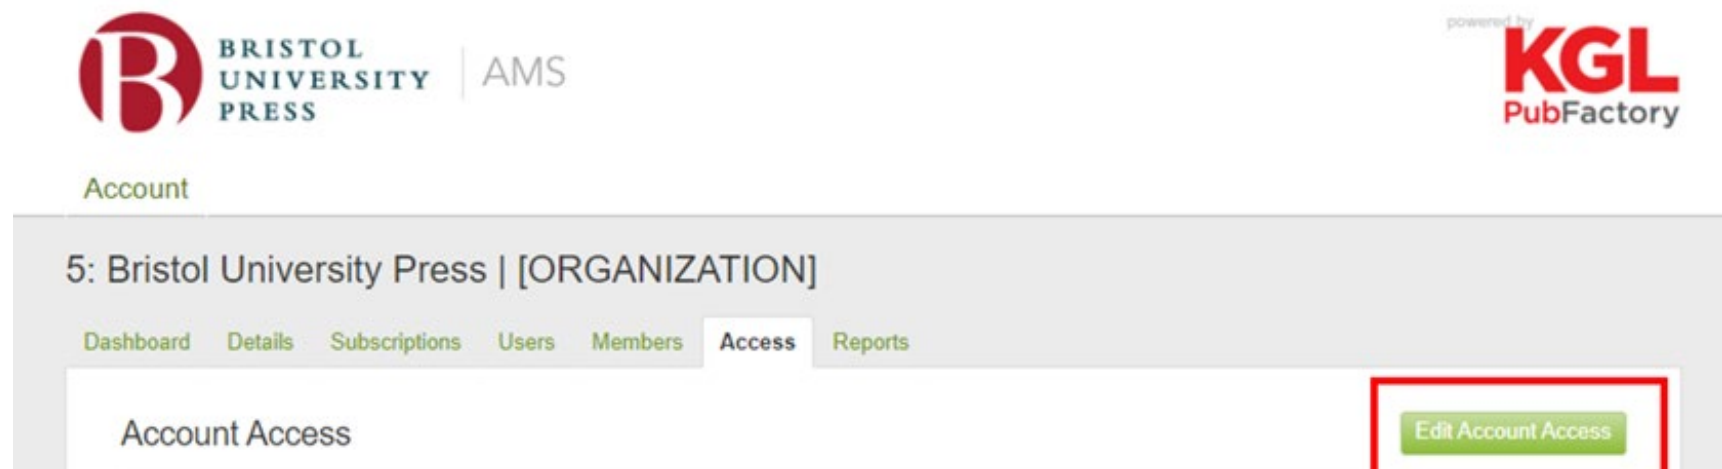 BRISTOL
UNIVERSITY
PRESS
AMS
powered by
KGL
PubFactory
Account
5: Bristol University Press | [ORGANIZATION]
Dashboard Details Subscriptions Users Members Access Reports
Account Access
Edit Account Access